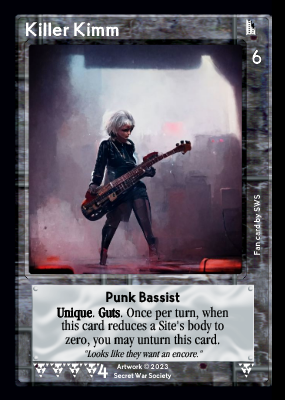 Killer Kimm
6
Fan card by SWS
Punk Bassist
Unique. Guts. Once per turn, when
this card reduces a Site's body to
zero, you may unturn this card.
"Looks like they want an encore."
4
Artwork © 2023
Secret War Society